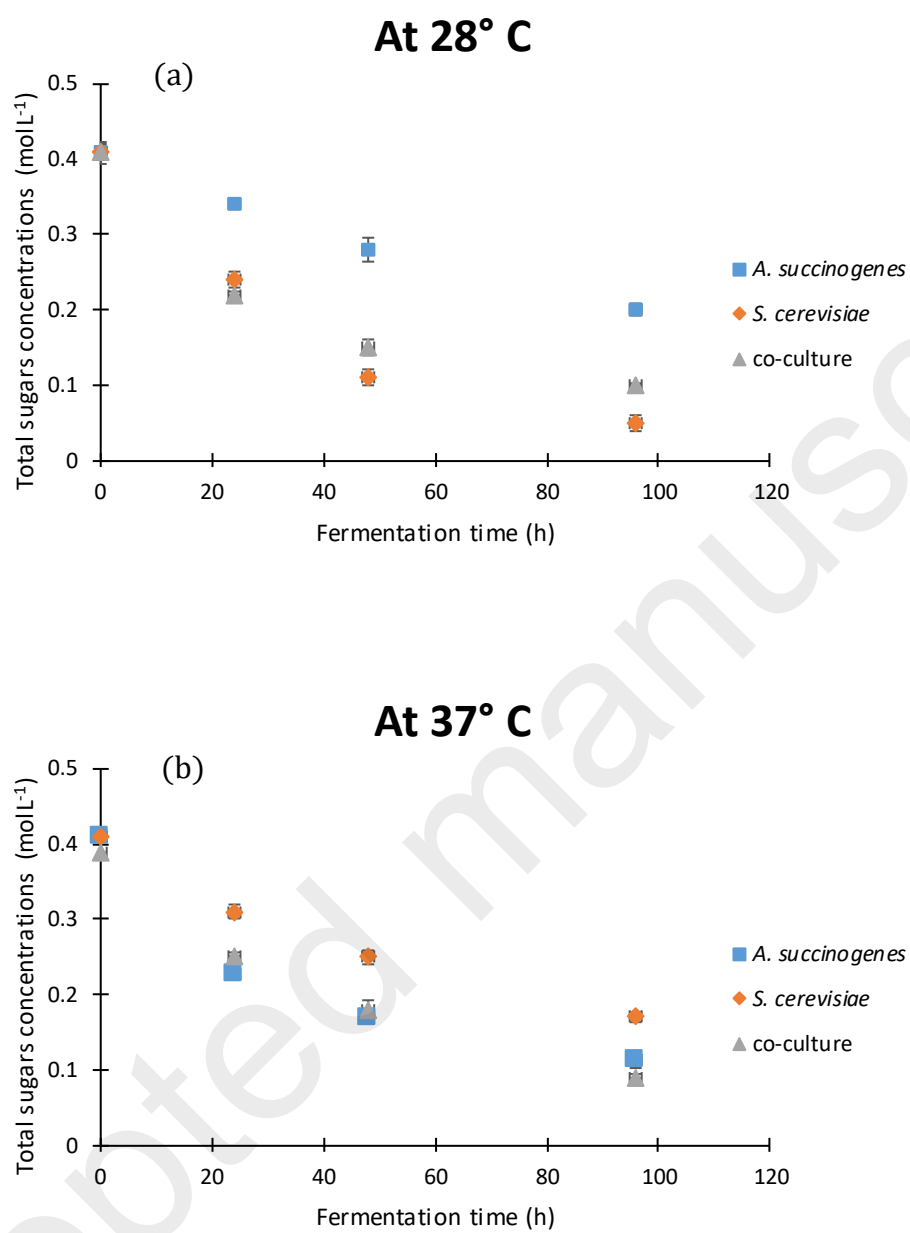 At 28° C
(a)
Total sugars concentrations (mol L-1)
0.5
0.4
0.3
0.2
0.1
0
0 20 40 60 80 100 120
Fermentation time (h)
A. succinogenes
S. cerevisiae
co-culture
At 37° C
(b)
Total sugars concentrations (mol L-1)
0.5
0.4
0.3
0.2
0.1
0
0 20 40 60 80 100 120
Fermentation time (h)
A. succinogenes
S. cerevisiae
co-culture